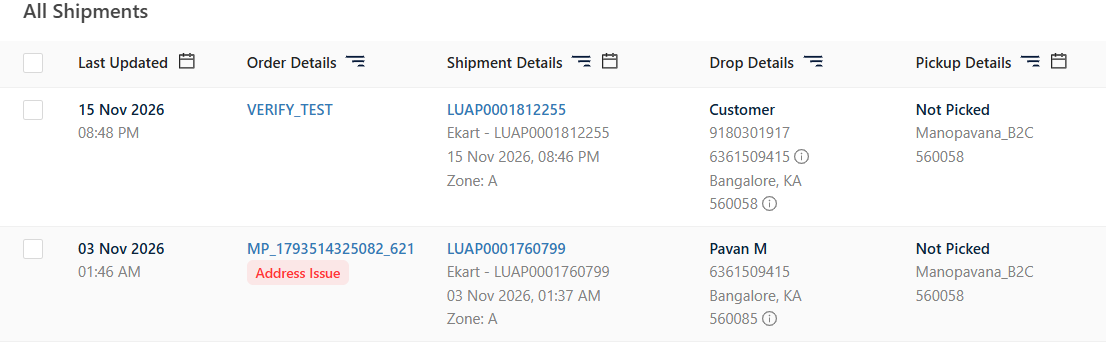 All Shipments
Last Updated Order Details Shipment Details Drop Details Pickup Details
15 Nov 2026 VERIFY_TEST LUAP0001812255 Customer Not Picked
08:48 PM Ekart - LUAP0001812255 9180301917 Manopavana_B2C
15 Nov 2026, 08:46 PM 6361509415 560058
Zone: A Bangalore, KA
560058
03 Nov 2026 MP_1793514325082_621 LUAP0001760799 Pavan M Not Picked
01:46 AM Address Issue Ekart - LUAP0001760799 6361509415 Manopavana_B2C
03 Nov 2026, 01:37 AM Bangalore, KA 560058
Zone: A 560085